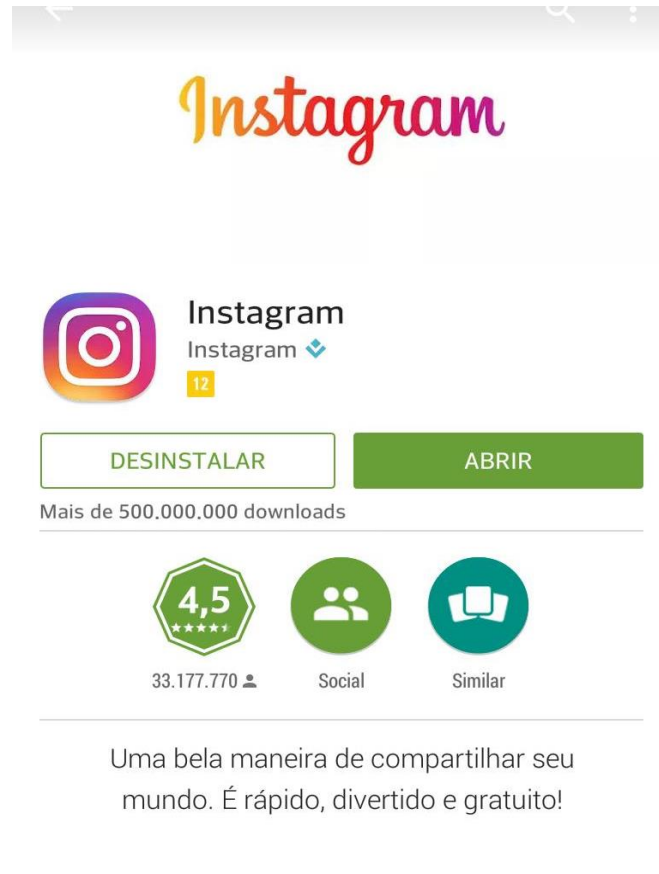 Instagram
Instagram
Instagram
12
DESINSTALAR
ABRIR
Mais de 500.000.000 downloads
4,5
33.177.770
Social
Similar
Uma bela maneira de compartilhar seu
mundo. É rápido, divertido e gratuito!